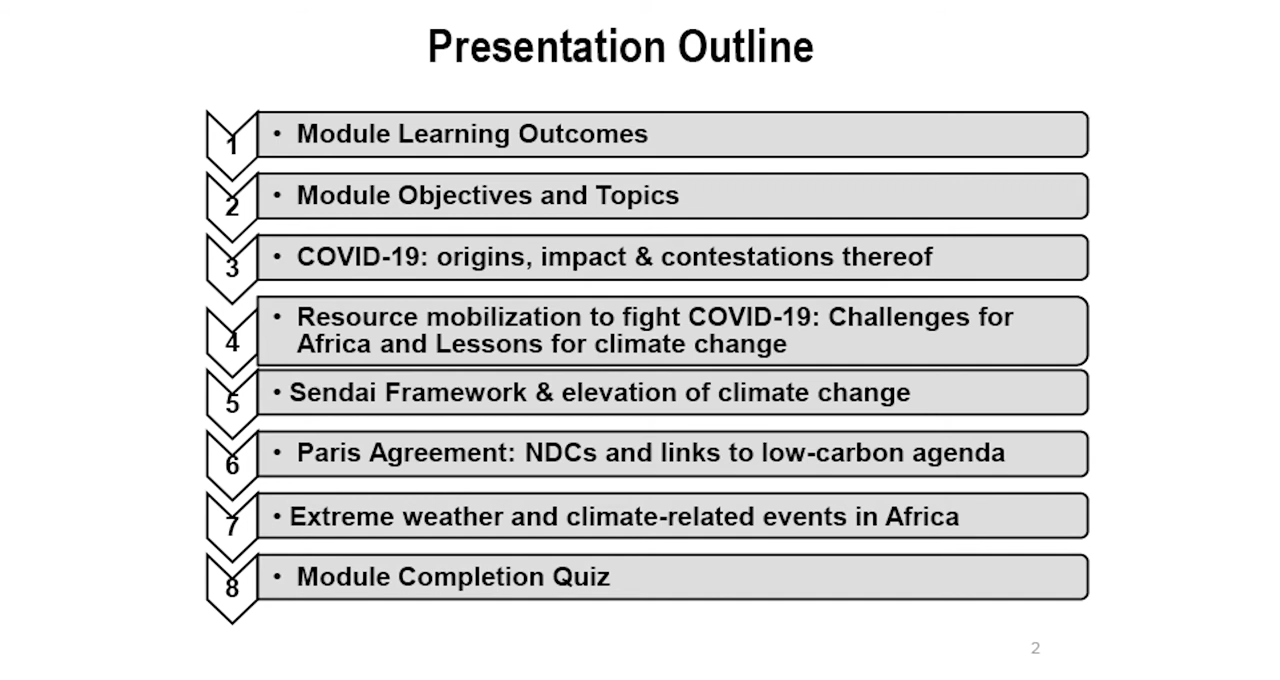 Presentation Outline
1
• Module Learning Outcomes
2
• Module Objectives and Topics
3
• COVID-19: origins, impact & contestations thereof
4
• Resource mobilization to fight COVID-19: Challenges for
Africa and Lessons for climate change
5
• Sendai Framework & elevation of climate change
6
• Paris Agreement: NDCs and links to low-carbon agenda
7
• Extreme weather and climate-related events in Africa
8
• Module Completion Quiz
2